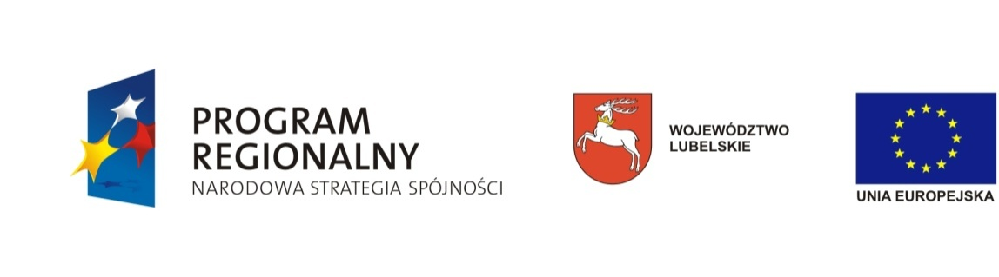 PROGRAM
REGIONALNY
NARODOWA STRATEGIA SPÓJNOŚCI
WOJEWÓDZTWO
LUBELSKIE
UNIA EUROPEJSKA